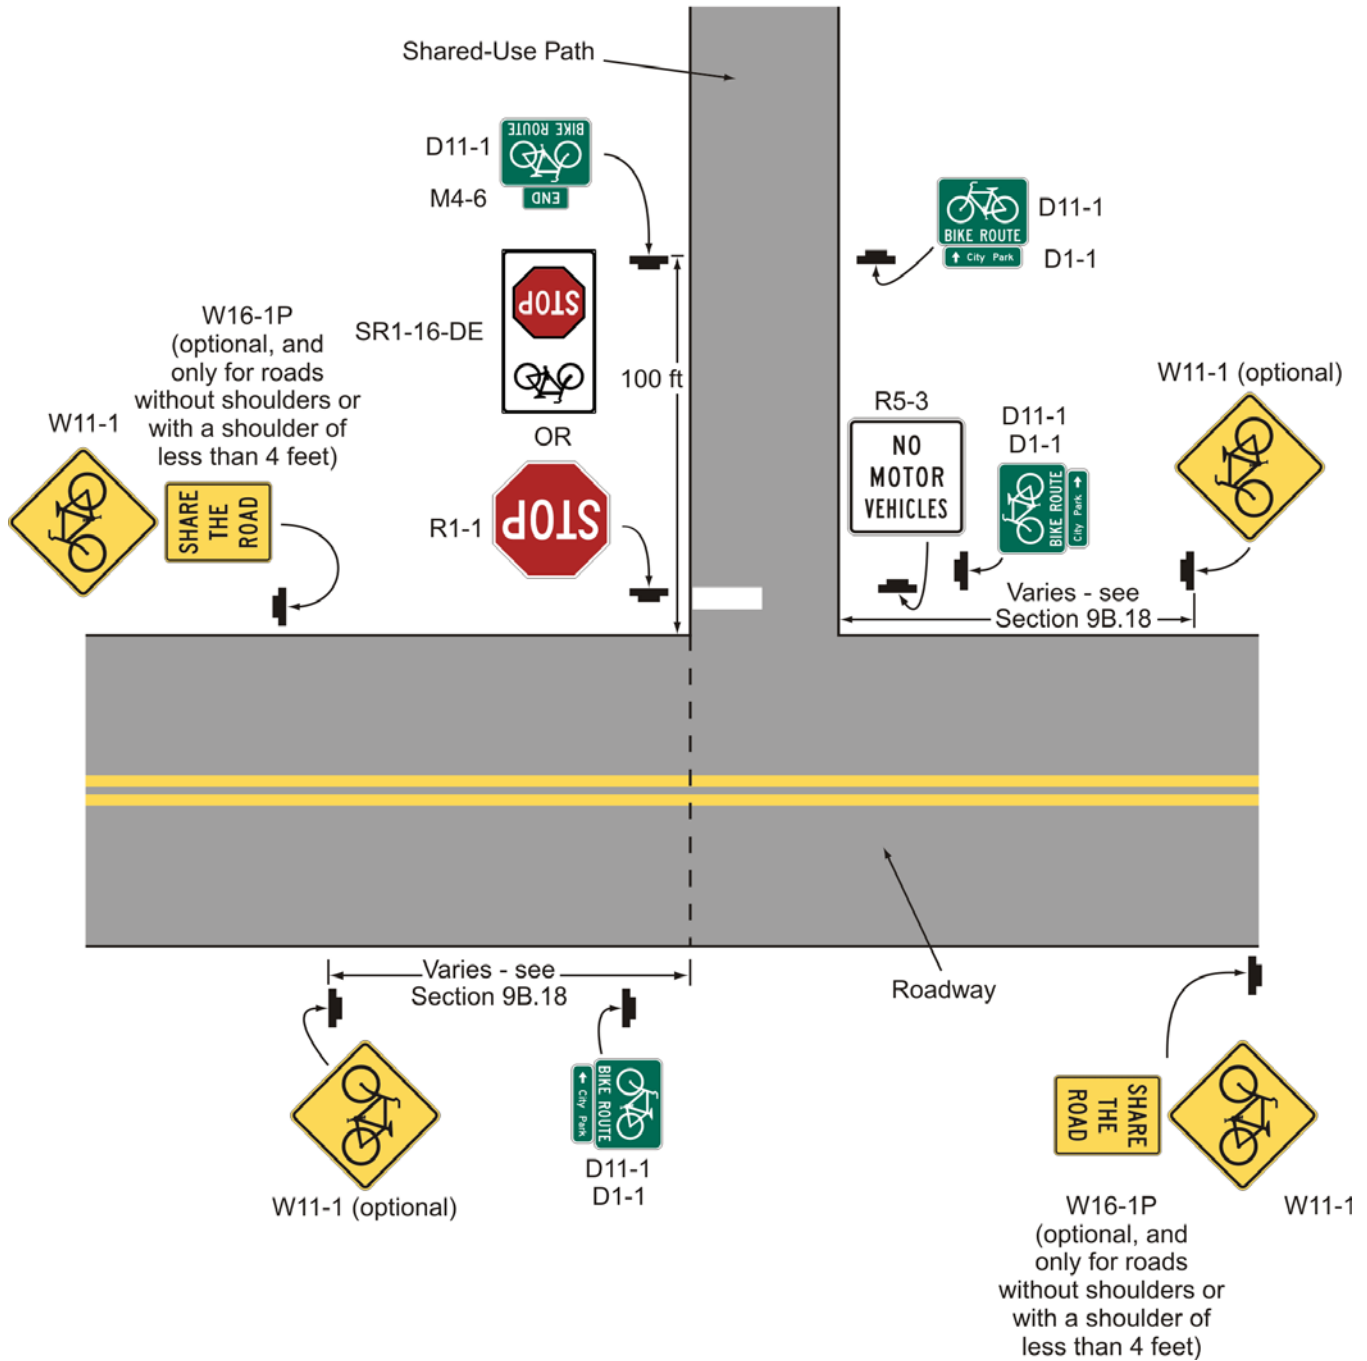 Shared-Use Path
D11-1
BIKE ROUTE
M4-6
END
BIKE ROUTE
↑ City Park
D11-1
D1-1
STOP
SR1-16-DE
OR
100 ft
W16-1P
(optional, and
only for roads
without shoulders or
with a shoulder of
less than 4 feet)
W11-1
SHARE
THE
ROAD
R1-1
STOP
R5-3
NO
MOTOR
VEHICLES
D11-1
D1-1
BIKE ROUTE
City Park →
W11-1 (optional)
Varies - see
Section 9B.18
Varies - see
Section 9B.18
Roadway
W11-1 (optional)
BIKE ROUTE
← City Park
D11-1
D1-1
SHARE
THE
ROAD
W16-1P
(optional, and
only for roads
without shoulders or
with a shoulder of
less than 4 feet)
W11-1